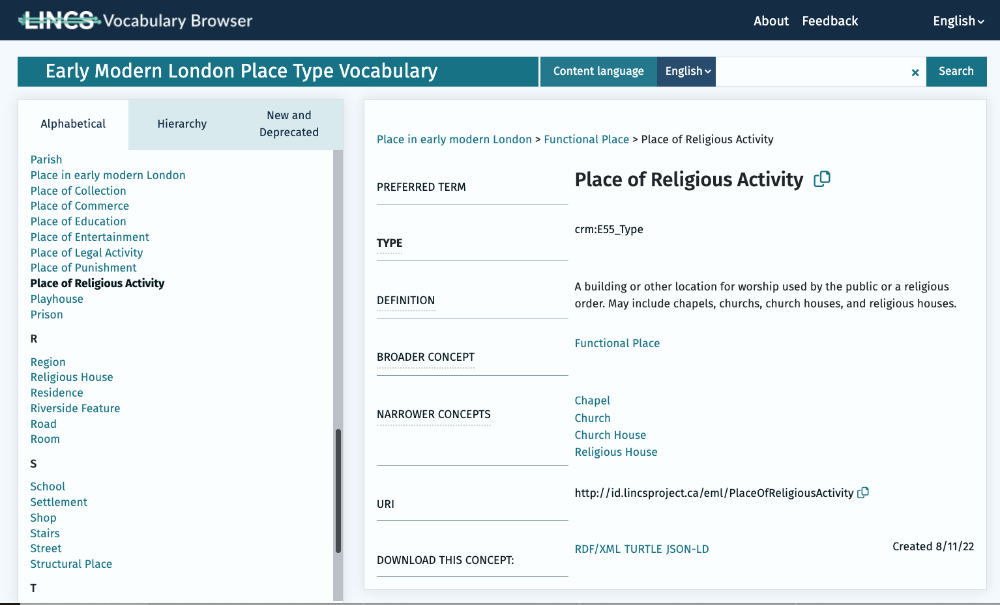 LINCS Vocabulary Browser
About Feedback English
Early Modern London Place Type Vocabulary
Content language English × Search
Alphabetical
Hierarchy
New and
Deprecated
Parish
Place in early modern London
Place of Collection
Place of Commerce
Place of Education
Place of Entertainment
Place of Legal Activity
Place of Punishment
Place of Religious Activity
Playhouse
Prison
R
Region
Religious House
Residence
Riverside Feature
Road
Room
S
School
Settlement
Shop
Stairs
Street
Structural Place
T
Place in early modern London > Functional Place > Place of Religious Activity
PREFERRED TERM
Place of Religious Activity
TYPE
crm:E55_Type
DEFINITION
A building or other location for worship used by the public or a religious
order. May include chapels, churchs, church houses, and religious houses.
BROADER CONCEPT
Functional Place
NARROWER CONCEPTS
Chapel
Church
Church House
Religious House
URI
http://id.lincsproject.ca/eml/PlaceOfReligiousActivity
DOWNLOAD THIS CONCEPT:
RDF/XML TURTLE JSON-LD
Created 8/11/22